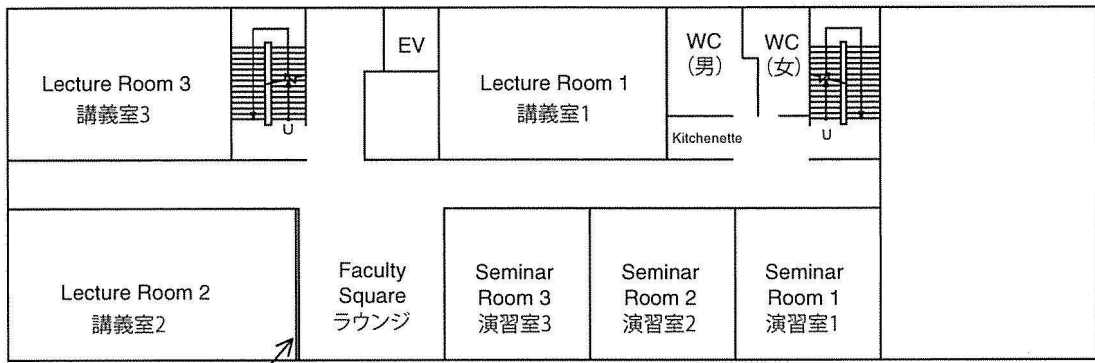 Lecture Room 3
講義室3
U
EV
Lecture Room 1
講義室1
WC
(男)
WC
(女)
Kitchenette
U
Lecture Room 2
講義室2
Faculty
Square
ラウンジ
Seminar
Room 3
演習室3
Seminar
Room 2
演習室2
Seminar
Room 1
演習室1